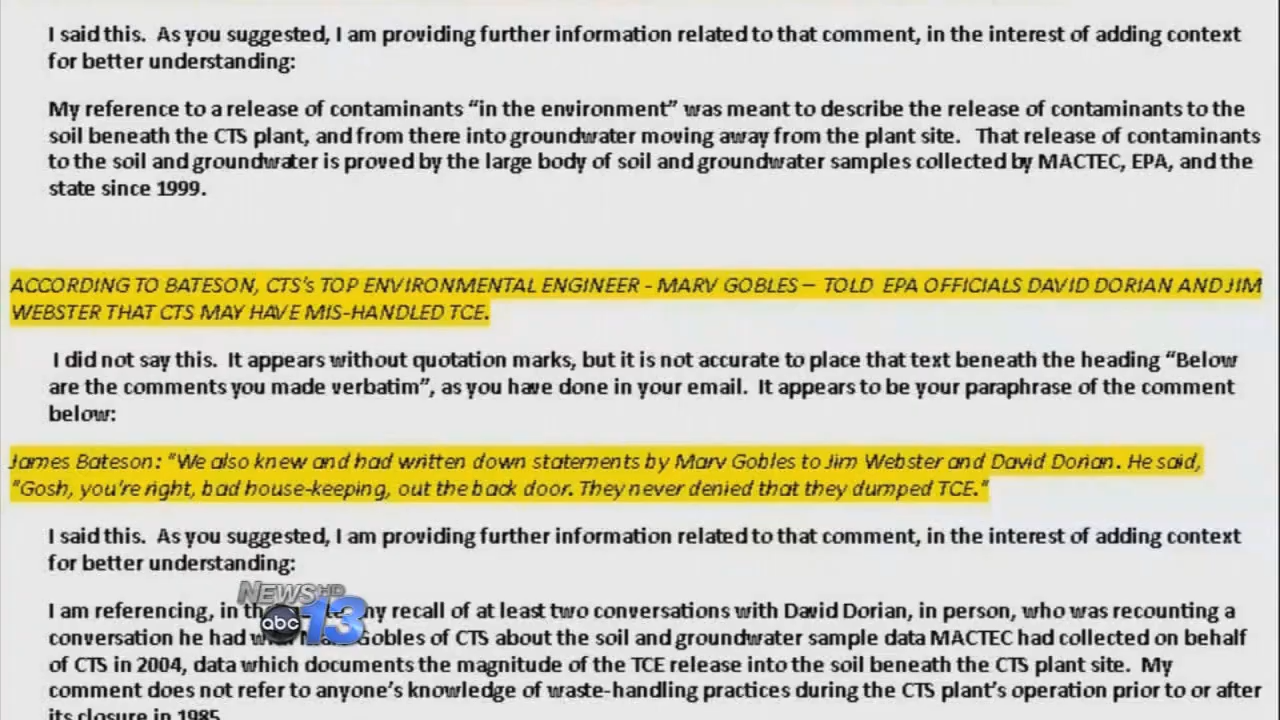 I said this. As you suggested, I am providing further information related to that comment, in the interest of adding context
for better understanding:
My reference to a release of contaminants “in the environment” was meant to describe the release of contaminants to the
soil beneath the CTS plant, and from there into groundwater moving away from the plant site. That release of contaminants
to the soil and groundwater is proved by the large body of soil and groundwater samples collected by MACTEC, EPA, and the
state since 1999.
ACCORDING TO BATESON, CTS's TOP ENVIRONMENTAL ENGINEER - MARV GOBLES – TOLD EPA OFFICIALS DAVID DORIAN AND JIM
WEBSTER THAT CTS MAY HAVE MIS-HANDLED TCE.
I did not say this. It appears without quotation marks, but it is not accurate to place that text beneath the heading “Below
are the comments you made verbatim”, as you have done in your email. It appears to be your paraphrase of the comment
below:
James Bateson: "We also knew and had written down statements by Marv Gobles to Jim Webster and David Dorian. He said,
"Gosh, you're right, bad house-keeping, out the back door. They never denied that they dumped TCE."
I said this. As you suggested, I am providing further information related to that comment, in the interest of adding context
for better understanding:
I am referencing, in my recall of at least two conversations with David Dorian, in person, who was recounting a
conversation he had Gobles of CTS about the soil and groundwater sample data MACTEC had collected on behalf
of CTS in 2004, data which documents the magnitude of the TCE release into the soil beneath the CTS plant site. My
comment does not refer to anyone's knowledge of waste-handling practices during the CTS plant's operation prior to or after
its closure in 1985
NEWS HD
abc 13